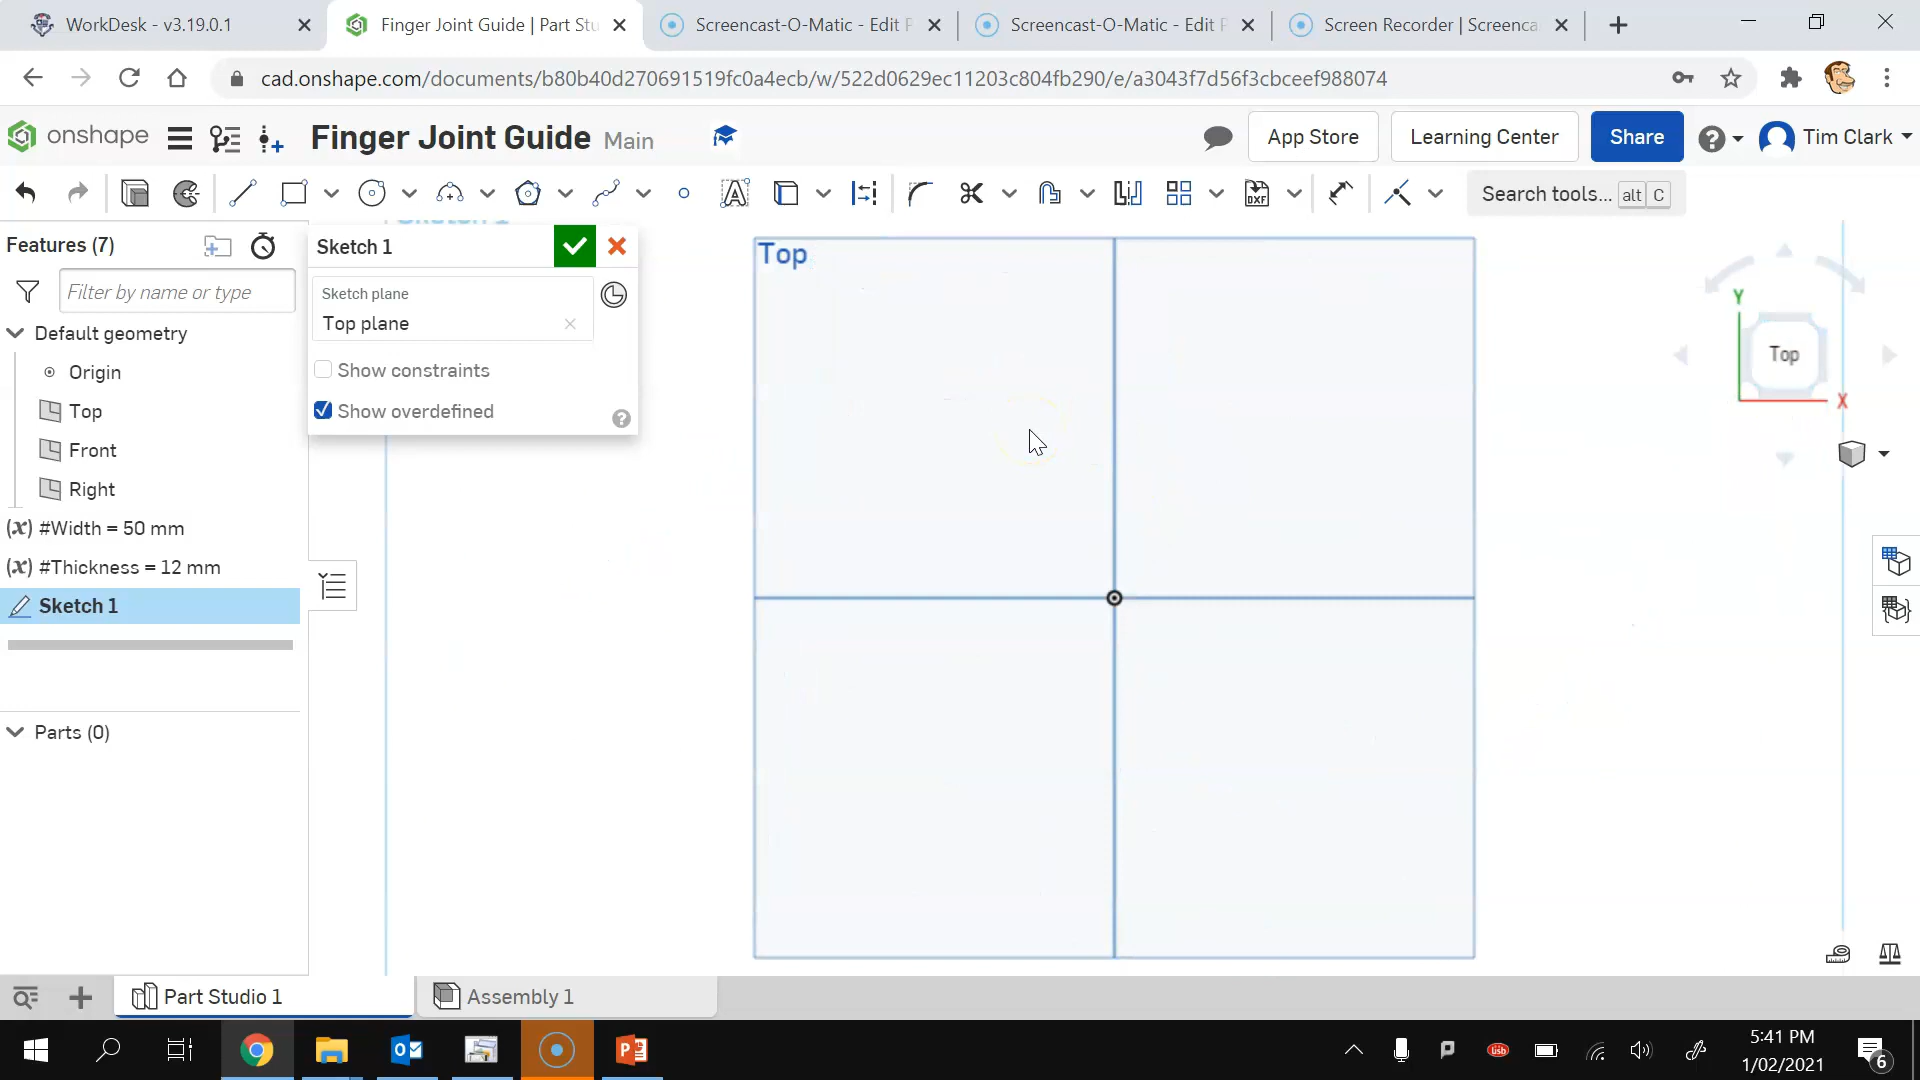 WorkDesk - v3.19.0.1
Finger Joint Guide | Part Stu
Screencast-O-Matic - Edit P
Screencast-O-Matic - Edit P
Screen Recorder | Screenca
cad.onshape.com/documents/b80b40d270691519fc0a4ecb/w/522d0629ec11203c804fb290/e/a3043f7d56f3cbceef988074
onshape
Finger Joint Guide Main
App Store
Learning Center
Share
Tim Clark
Search tools... alt C
Features (7)
Filter by name or type
Default geometry
Origin
Top
Front
Right
(x) #Width = 50 mm
(x) #Thickness = 12 mm
Sketch 1
Parts (0)
Sketch 1
Sketch 1
Sketch plane
Top plane
Show constraints
Show overdefined
Top
Y
Top
X
Part Studio 1
Assembly 1
5:41 PM
1/02/2021
6